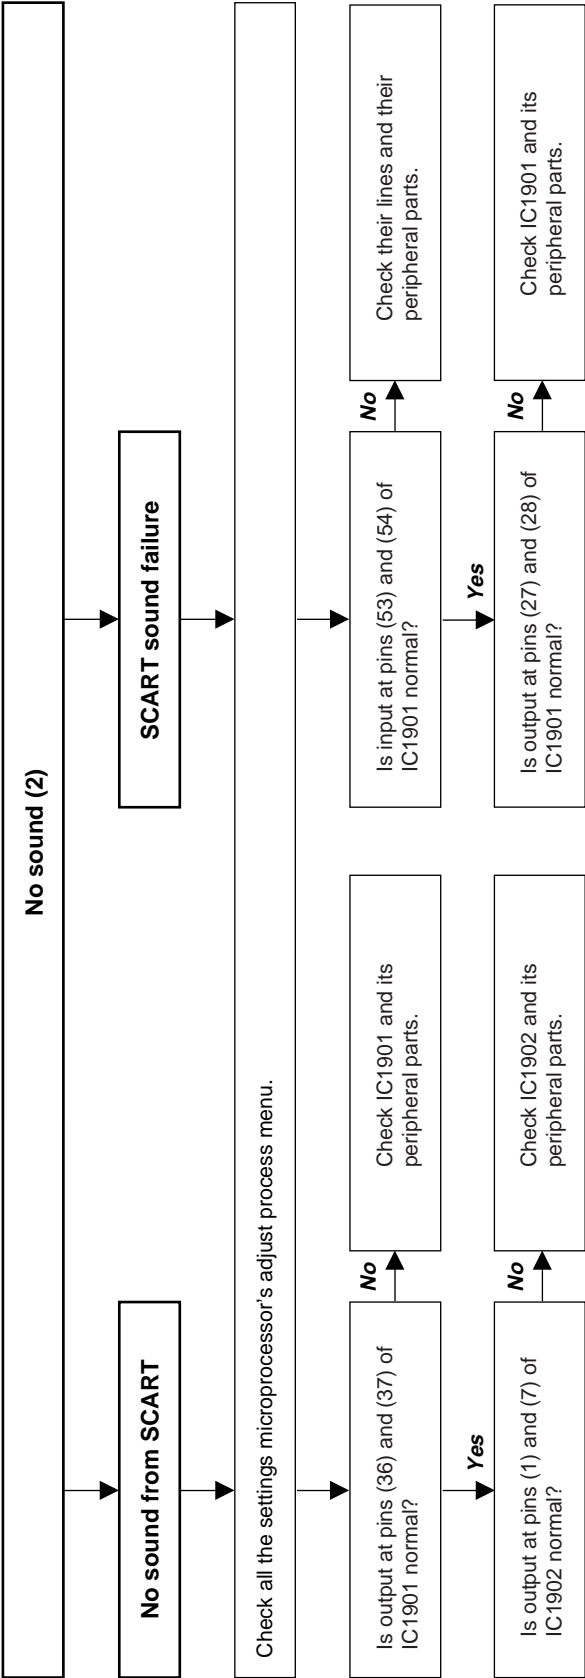 No sound (2)
No sound from SCART
SCART sound failure
Check all the settings microprocessor's adjust process menu.
Is output at pins (36) and (37) of
IC1901 normal?
No
Check IC1901 and its
peripheral parts.
Is input at pins (53) and (54) of
IC1901 normal?
No
Check their lines and their
peripheral parts.
Yes
Yes
Is output at pins (1) and (7) of
IC1902 normal?
No
Check IC1902 and its
peripheral parts.
Is output at pins (27) and (28) of
IC1901 normal?
No
Check IC1901 and its
peripheral parts.